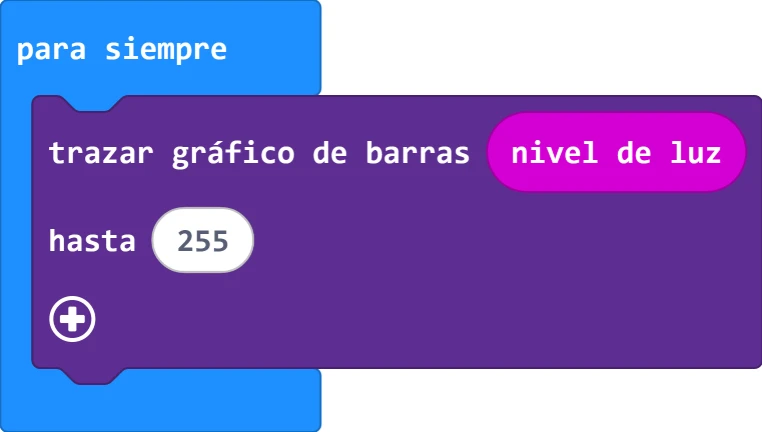 para siempre
trazar gráfico de barras nivel de luz
hasta 255